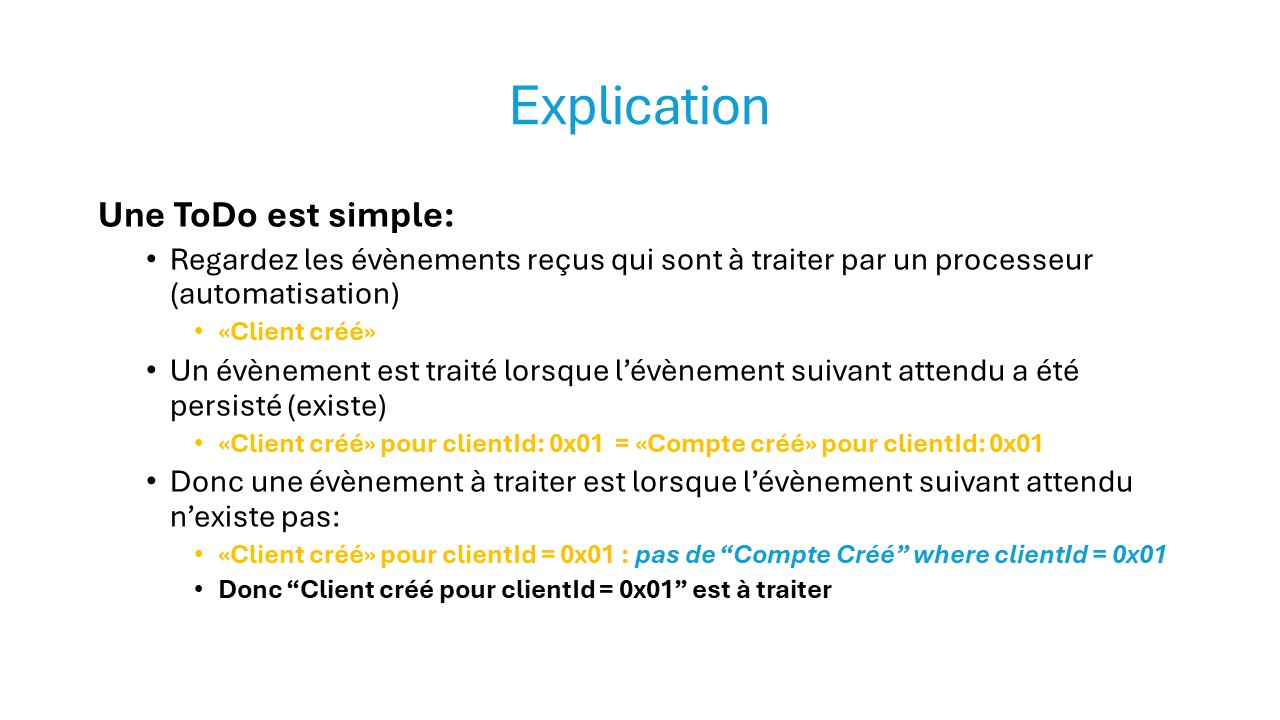 Explication
Une ToDo est simple:
• Regardez les évènements reçus qui sont à traiter par un processeur
(automatisation)
• «Client créé»
• Un évènement est traité lorsque l’évènement suivant attendu a été
persisté (existe)
• «Client créé» pour clientId: 0x01 = «Compte créé» pour clientId: 0x01
• Donc une évènement à traiter est lorsque l’évènement suivant attendu
n’existe pas:
• «Client créé» pour clientId = 0x01 : pas de “Compte Créé” where clientId = 0x01
• Donc “Client créé pour clientId = 0x01” est à traiter